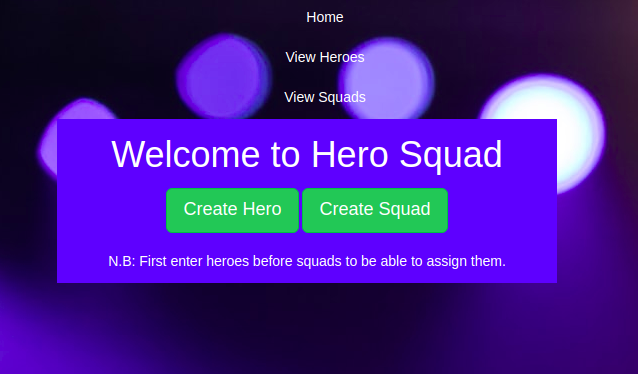 Home
View Heroes
View Squads
Welcome to Hero Squad
Create Hero Create Squad
N.B: First enter heroes before squads to be able to assign them.